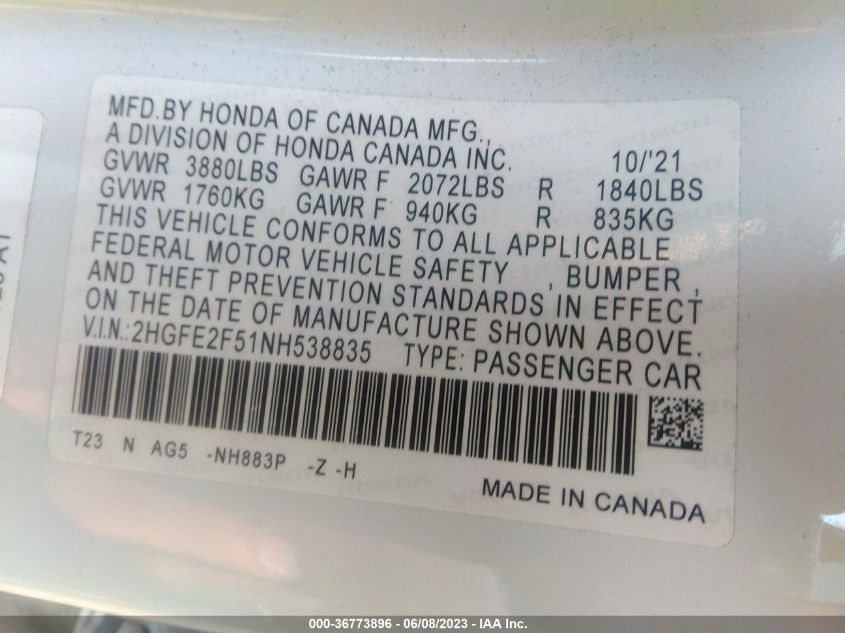 MFD.BY HONDA OF CANADA MFG.,
A DIVISION OF HONDA CANADA INC. 10/'21
GVWR 3880LBS GAWR F 2072LBS R 1840LBS
GVWR 1760KG GAWR F 940KG R 835KG
THIS VEHICLE CONFORMS TO ALL APPLICABLE
FEDERAL MOTOR VEHICLE SAFETY , BUMPER ,
AND THEFT PREVENTION STANDARDS IN EFFECT
ON THE DATE OF MANUFACTURE SHOWN ABOVE.
V.I.N.:2HGFE2F51NH538835 TYPE: PASSENGER CAR
T23 N AG5 -NH883P -Z -H
MADE IN CANADA
000-36773896 - 06/08/2023 - IAA Inc.